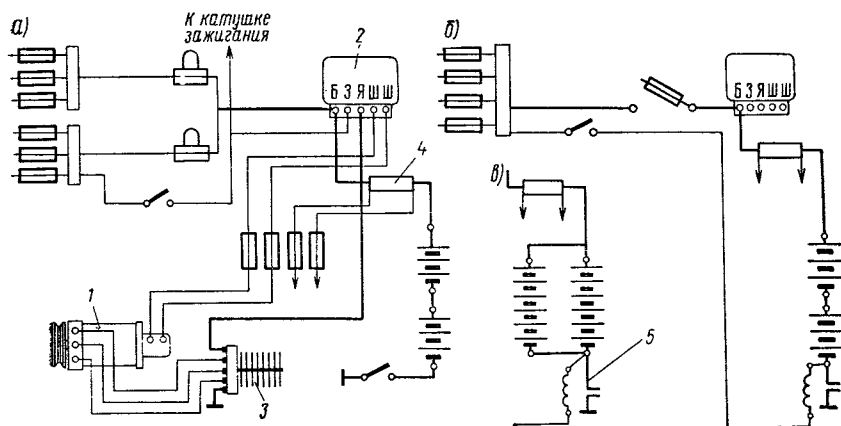 а)
К катушке
зажигания
2
Б З Я Ш Ш
4
1
3
б)
Б З Я Ш Ш
в)
5